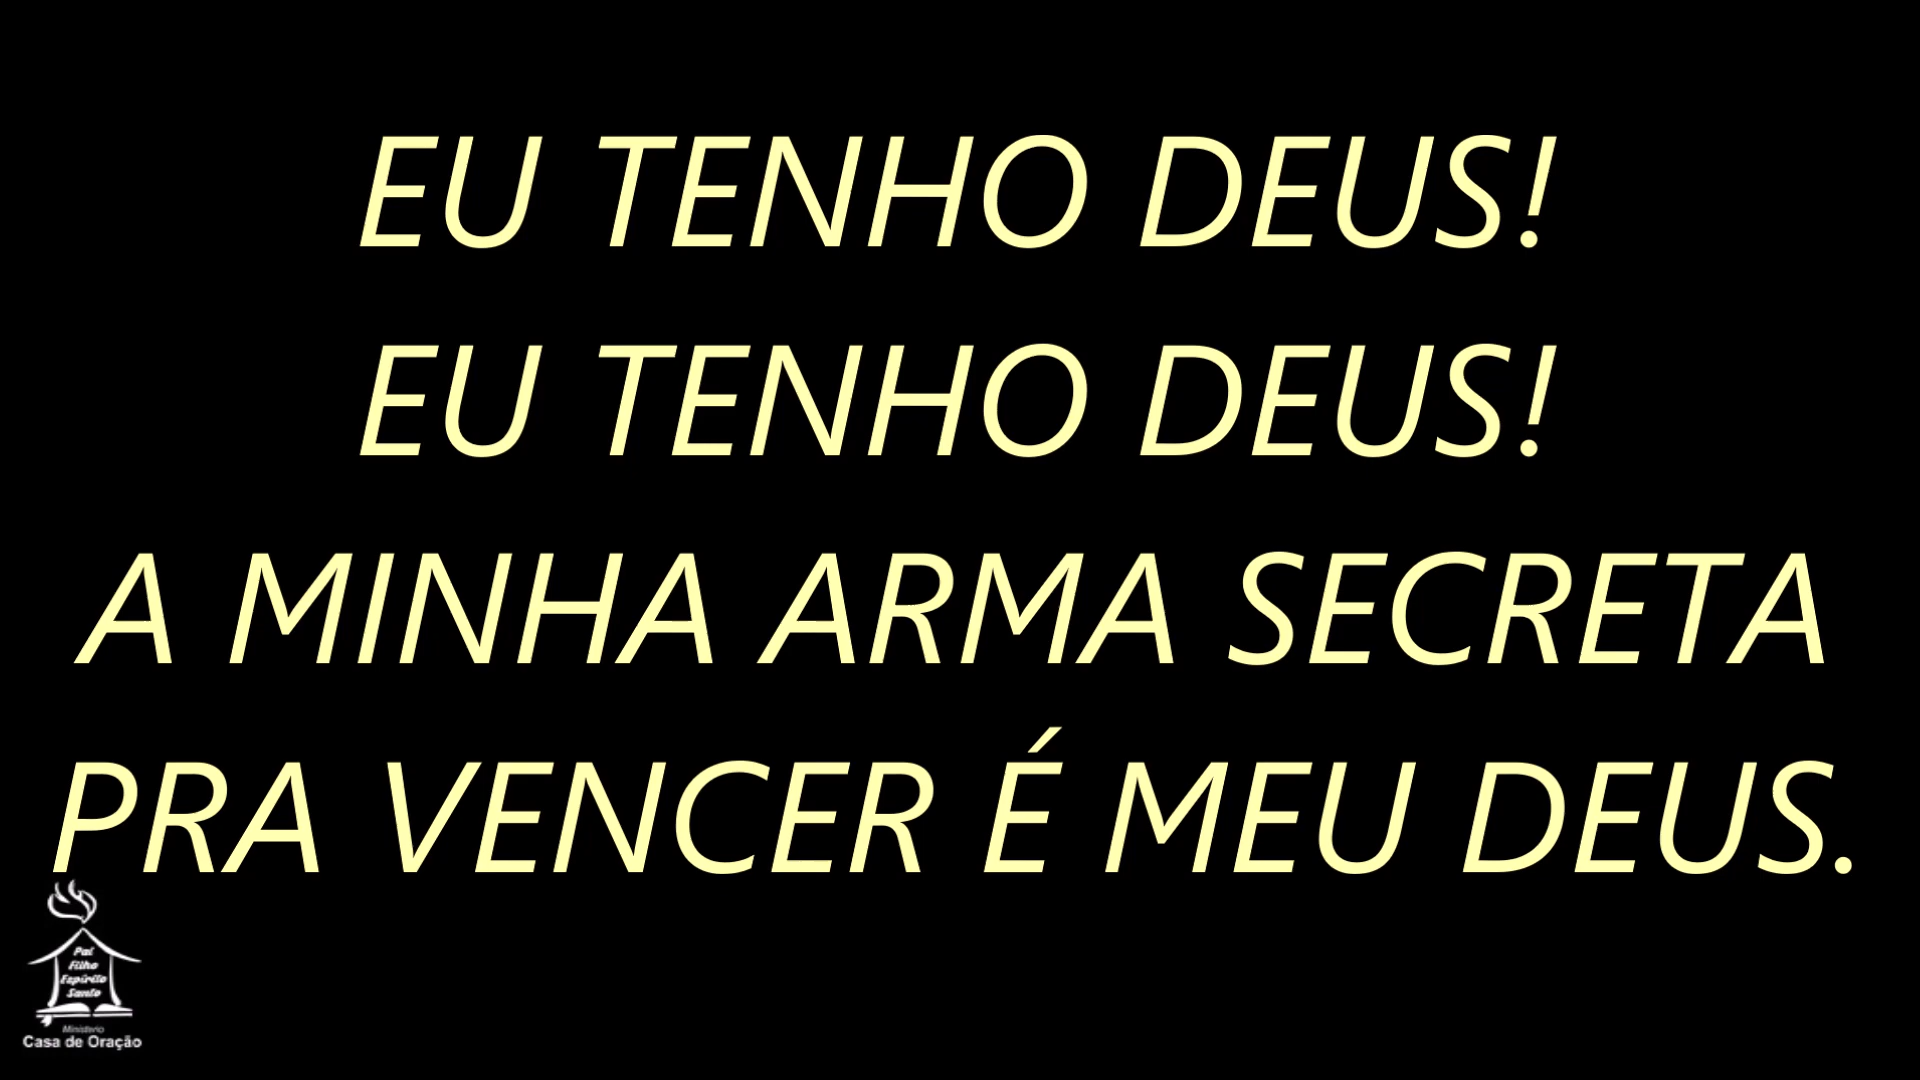 EU TENHO DEUS!
EU TENHO DEUS!
A MINHA ARMA SECRETA
PRA VENCER É MEU DEUS.
Pai
Filho
Espírito
Santo
Ministerio
Casa de Oração